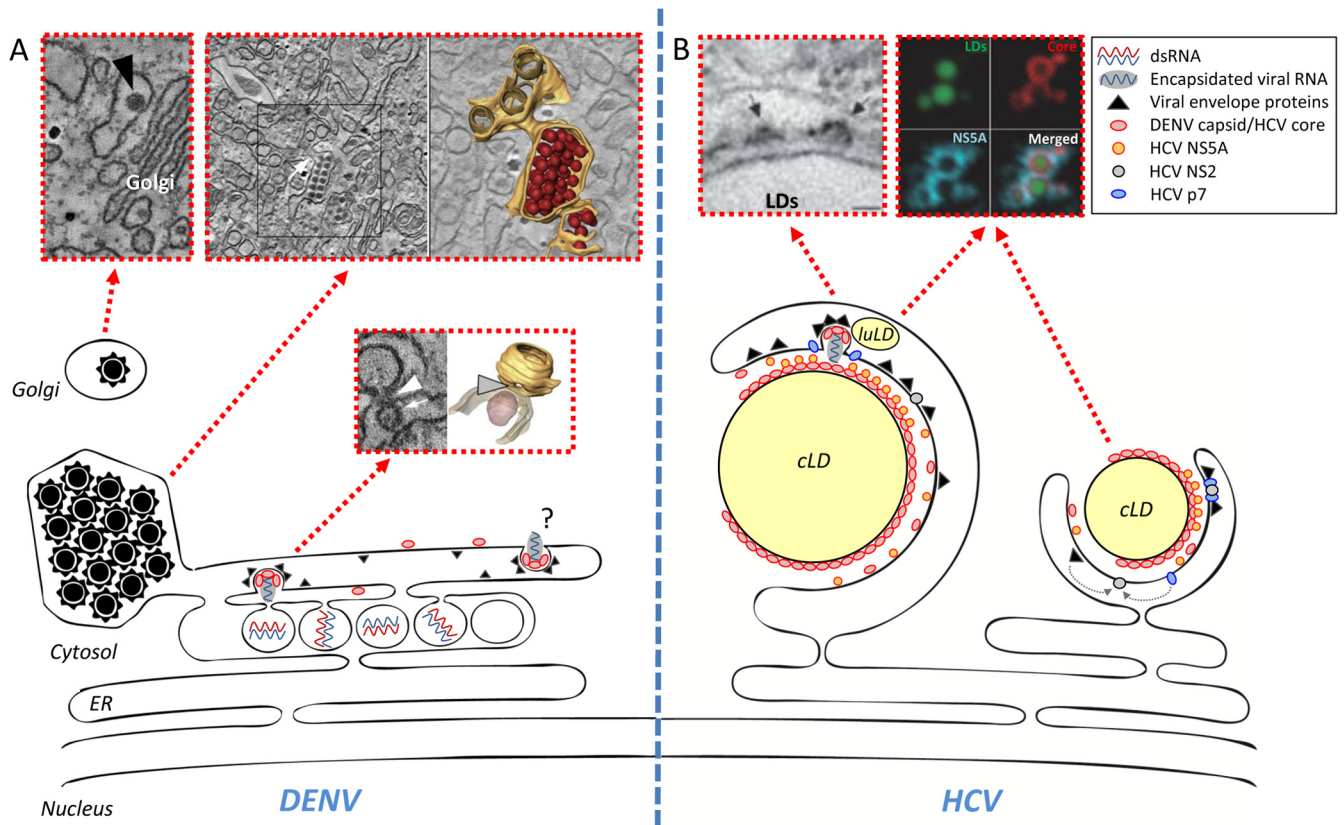 A
Golgi
B
LDs
LDs
Core
NS5A
Merged
dsRNA
Encapsidated viral RNA
Viral envelope proteins
DENV capsid/HCV core
HCV NS5A
HCV NS2
HCV p7
Golgi
luLD
cLD
cLD
?
Cytosol
ER
Nucleus
DENV
HCV